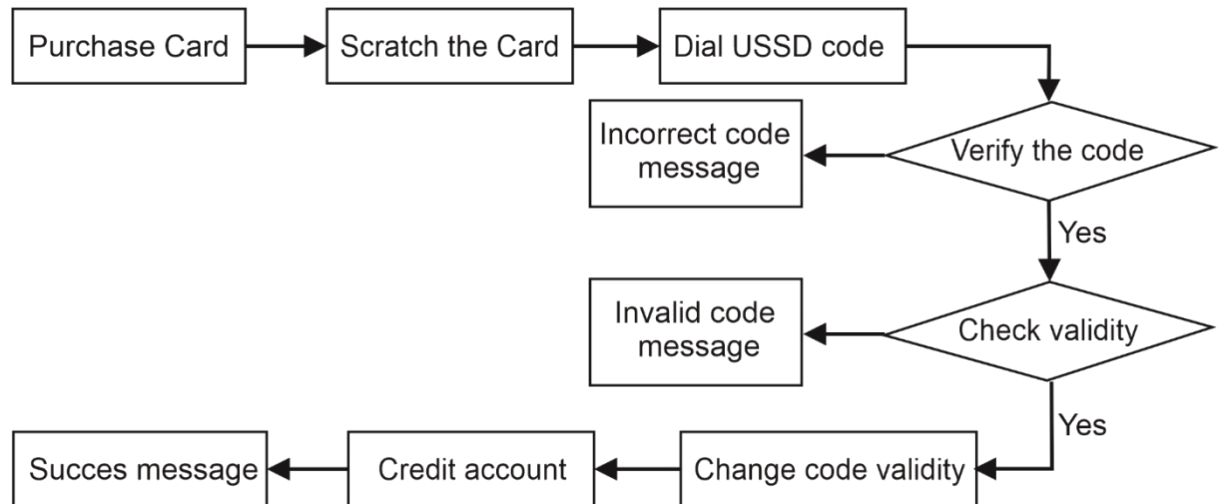 Purchase Card
Scratch the Card
Dial USSD code
Incorrect code
message
Verify the code
Yes
Invalid code
message
Check validity
Yes
Succes message
Credit account
Change code validity